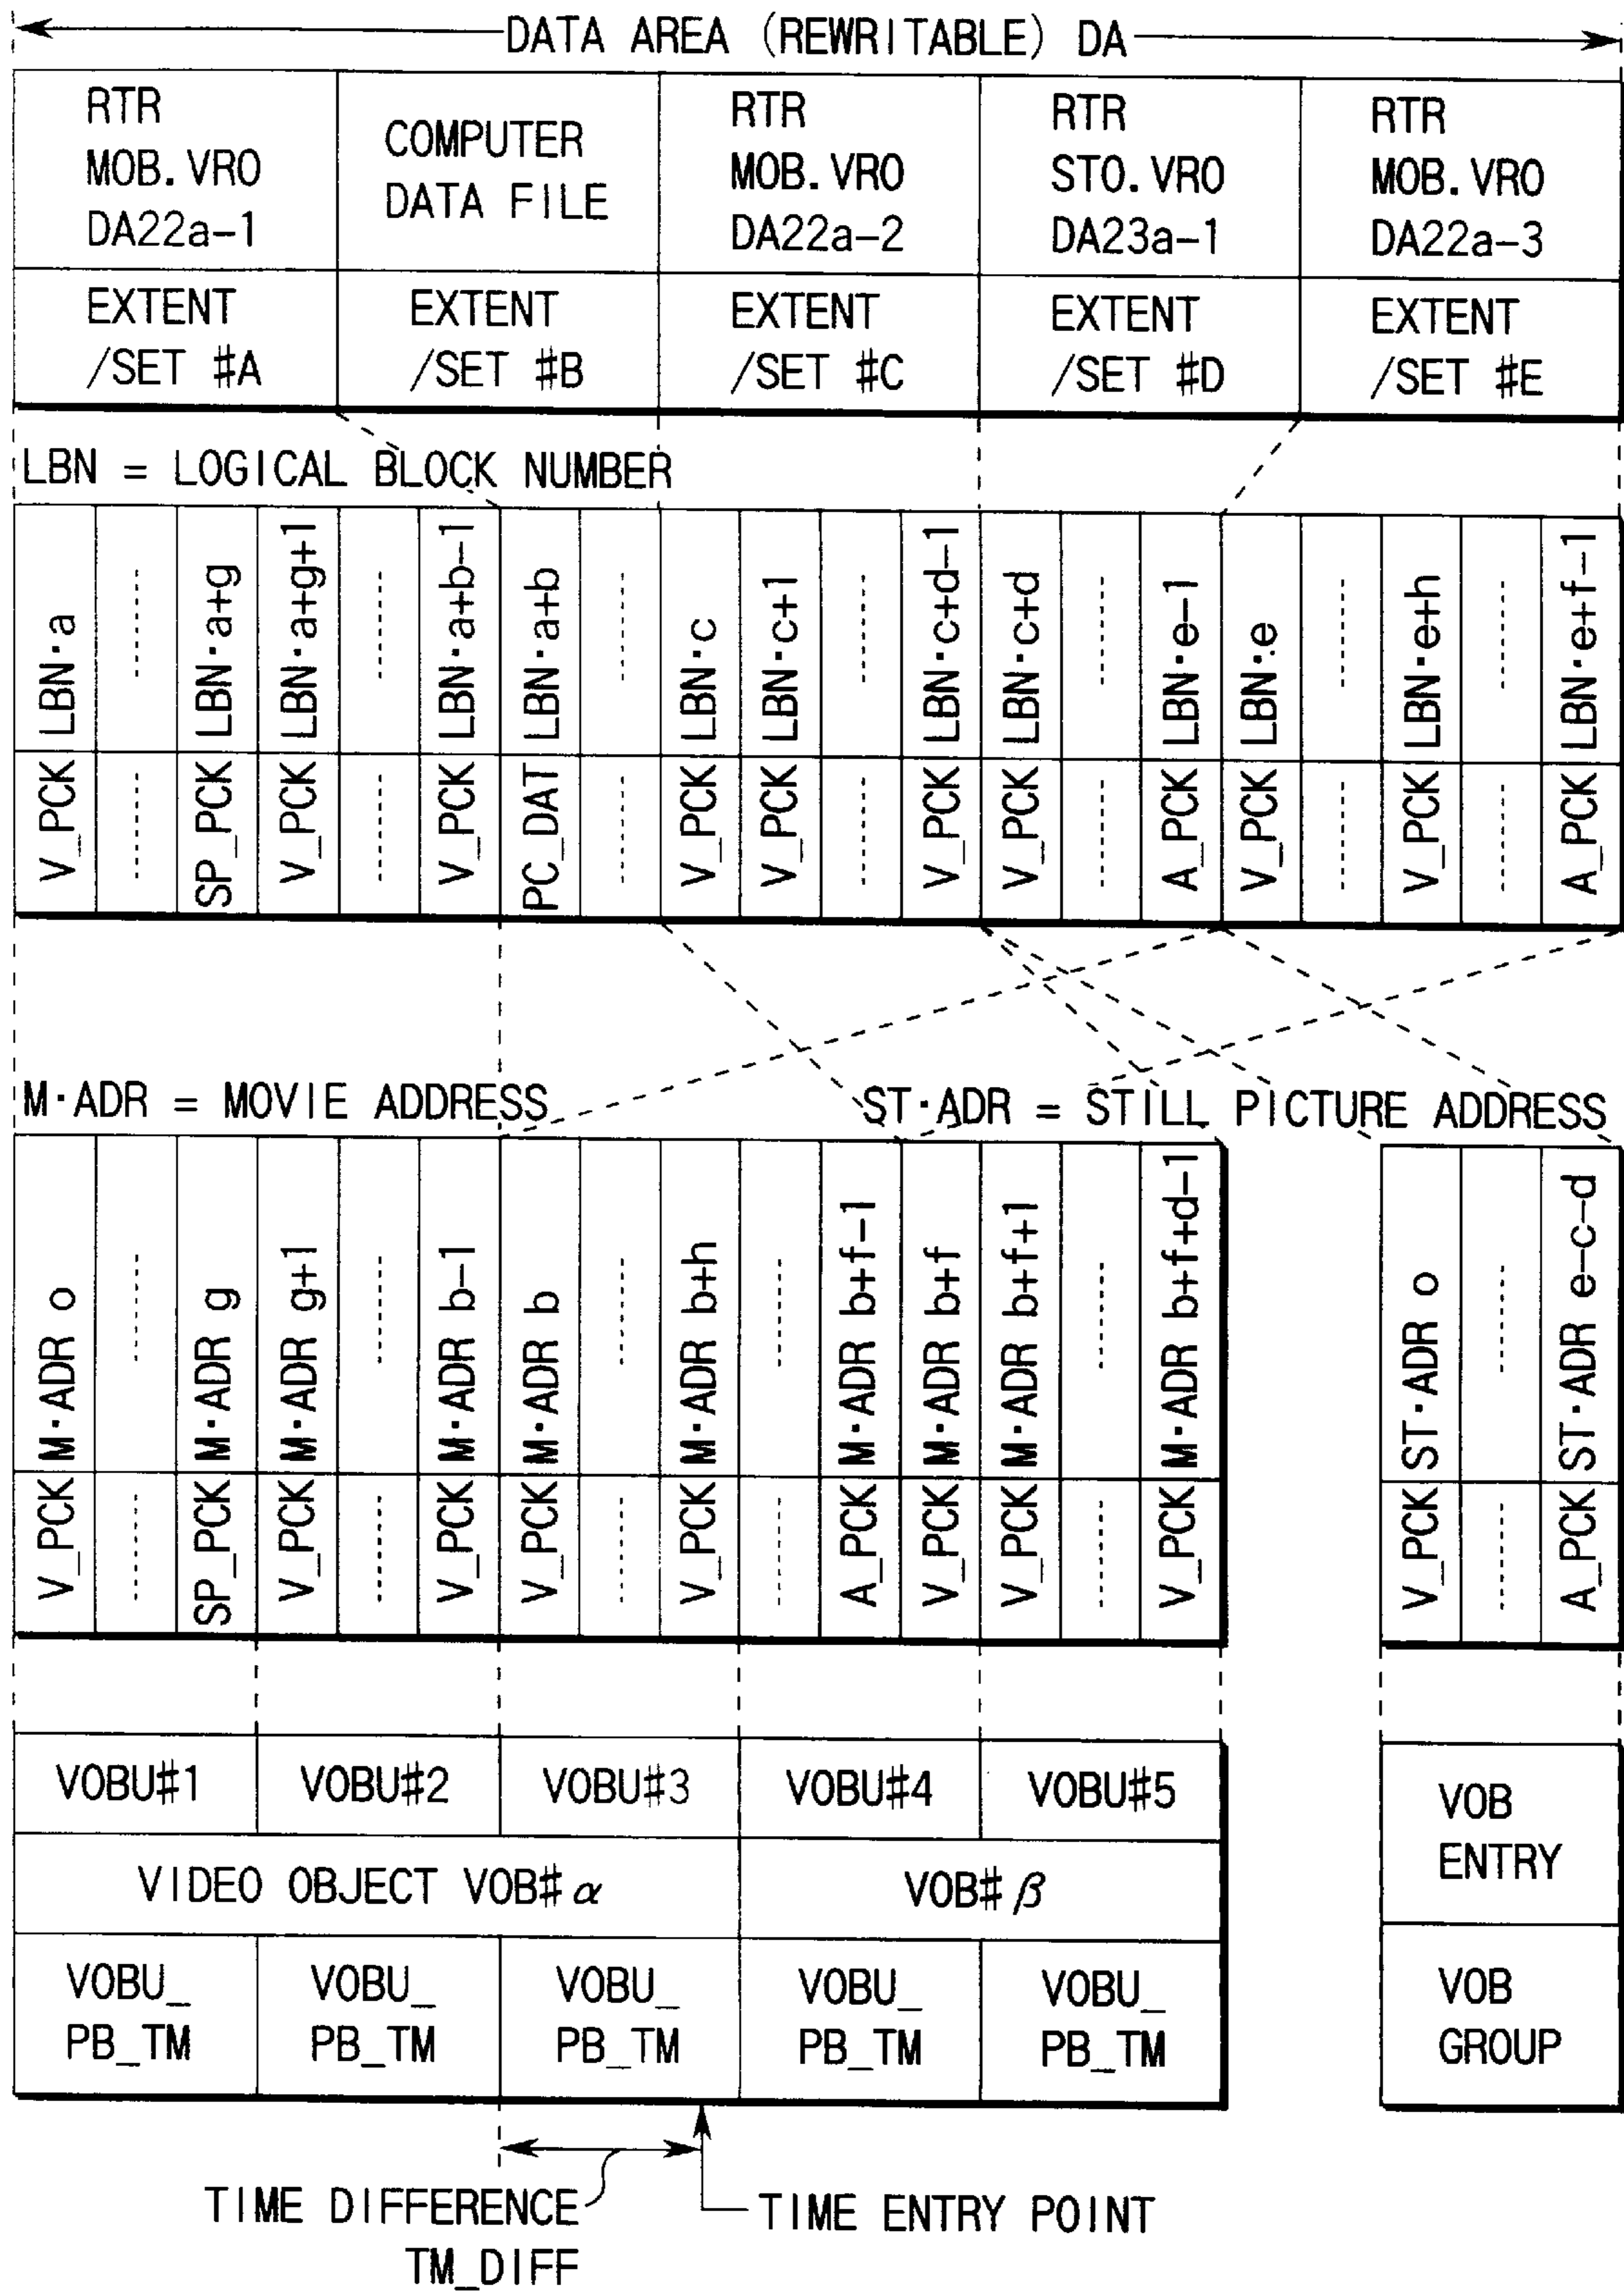 DATA AREA (REWRITABLE) DA
RTR
MOB.VRO
DA22a-1
COMPUTER
DATA FILE
RTR
MOB.VRO
DA22a-2
RTR
STO.VRO
DA23a-1
RTR
MOB.VRO
DA22a-3
EXTENT
/SET #A
EXTENT
/SET #B
EXTENT
/SET #C
EXTENT
/SET #D
EXTENT
/SET #E
LBN = LOGICAL BLOCK NUMBER
LBN·a
LBN·a+g
LBN·a+g+1
LBN·a+b-1
LBN·a+b
LBN·c
LBN·c+1
LBN·c+d-1
LBN·c+d
LBN·e-1
LBN·e
LBN·e+h
LBN·e+f-1
V_PCK
SP_PCK
V_PCK
V_PCK
PC_DAT
V_PCK
V_PCK
V_PCK
V_PCK
A_PCK
V_PCK
V_PCK
A_PCK
M·ADR = MOVIE ADDRESS
ST·ADR = STILL PICTURE ADDRESS
M·ADR o
M·ADR g
M·ADR g+1
M·ADR b-1
M·ADR b
M·ADR b+h
M·ADR b+f-1
M·ADR b+f
M·ADR b+f+1
M·ADR b+f+d-1
ST·ADR o
ST·ADR e-c-d
V_PCK
SP_PCK
V_PCK
V_PCK
V_PCK
V_PCK
A_PCK
V_PCK
V_PCK
V_PCK
V_PCK
A_PCK
VOBU#1
VOBU#2
VOBU#3
VOBU#4
VOBU#5
VOB
ENTRY
VIDEO OBJECT VOB#α
VOB#β
VOBU_
PB_TM
VOBU_
PB_TM
VOBU_
PB_TM
VOBU_
PB_TM
VOBU_
PB_TM
VOB
GROUP
TIME DIFFERENCE
TM_DIFF
TIME ENTRY POINT